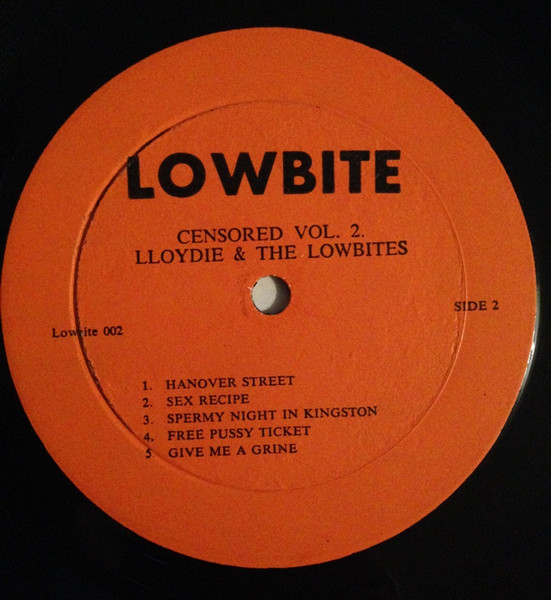 LOWBITE
CENSORED VOL. 2.
LLOYDIE & THE LOWBITES
Lowbite 002
SIDE 2
1. HANOVER STREET
2. SEX RECIPE
3. SPERMY NIGHT IN KINGSTON
4. FREE PUSSY TICKET
5 GIVE ME A GRINE